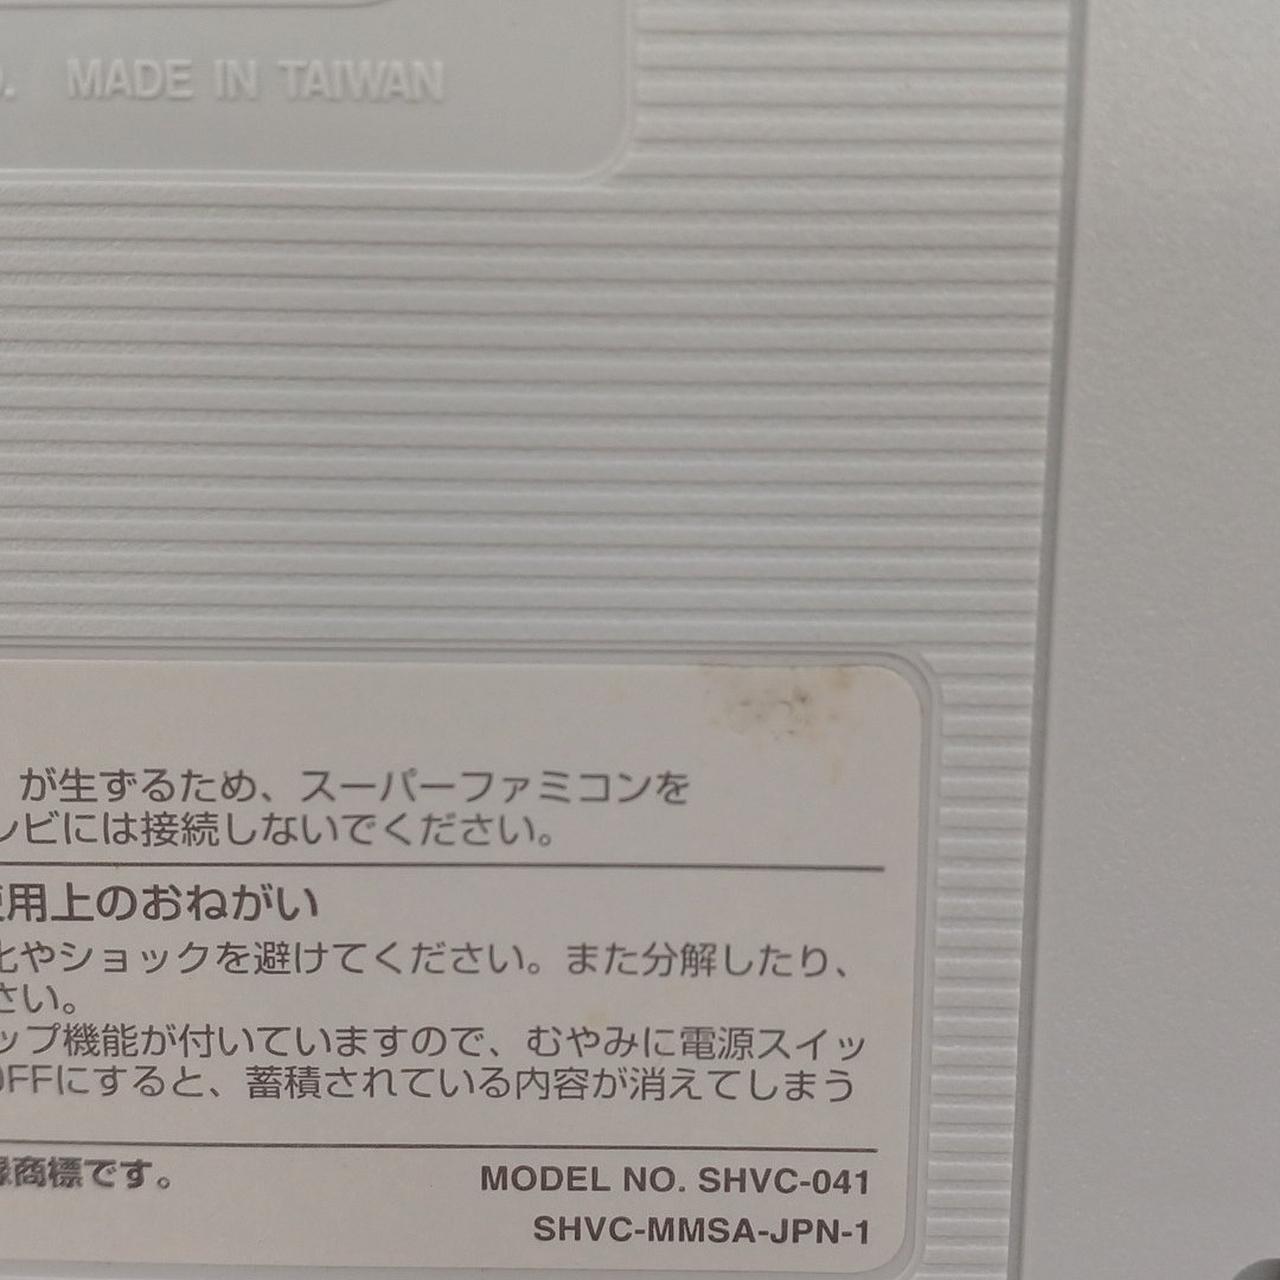 MADE IN TAIWAN
が生ずるため、スーパーファミコンを
レビには接続しないでください。
使用上のおねがい
化やショックを避けてください。また分解したり、
さい。
ップ機能が付いていますので、むやみに電源スイッ
OFFにすると、蓄積されている内容が消えてしまう
録商標です。
MODEL NO. SHVC-041
SHVC-MMSA-JPN-1